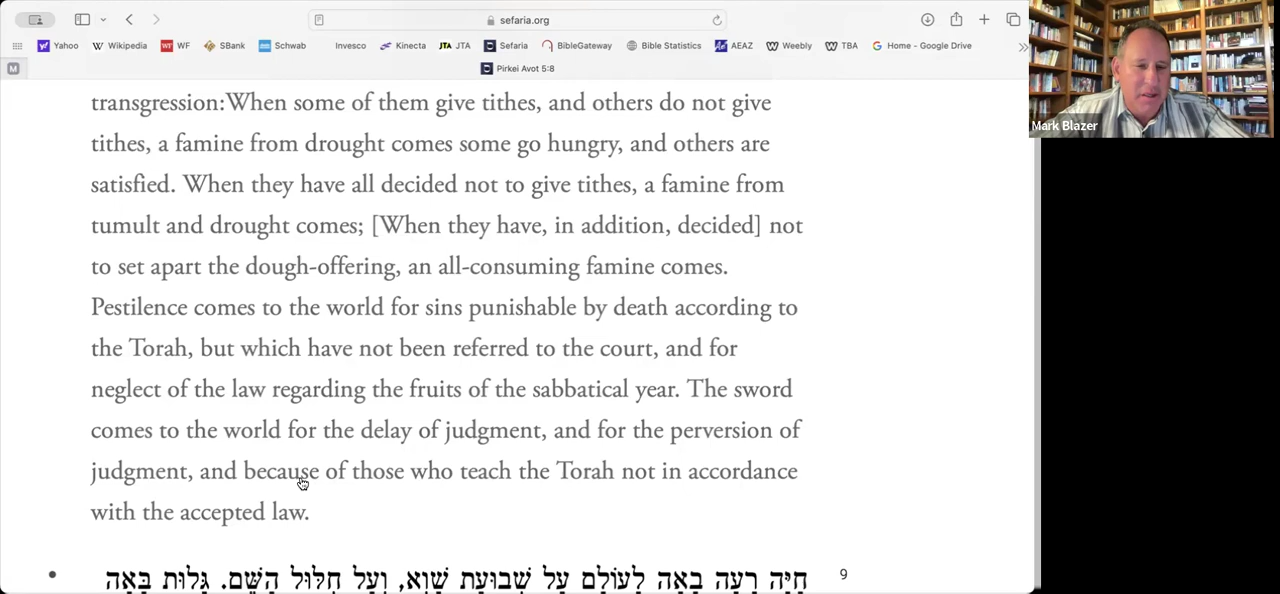 sefaria.org
Yahoo Wikipedia WF SBank Schwab Invesco Kinecta JTA JTA Sefaria BibleGateway Bible Statistics AEAZ Weebly TBA Home - Google Drive
M Pirkei Avot 5:8
Mark Blazer
transgression:When some of them give tithes, and others do not give
tithes, a famine from drought comes some go hungry, and others are
satisfied. When they have all decided not to give tithes, a famine from
tumult and drought comes; [When they have, in addition, decided] not
to set apart the dough-offering, an all-consuming famine comes.
Pestilence comes to the world for sins punishable by death according to
the Torah, but which have not been referred to the court, and for
neglect of the law regarding the fruits of the sabbatical year. The sword
comes to the world for the delay of judgment, and for the perversion of
judgment, and because of those who teach the Torah not in accordance
with the accepted law.
חַיָּה רָעָה בָּאָה לָעוֹלָם עַל שְׁבוּעַת שָׁוְא, וְעַל חִלּוּל הַשֵּׁם. גָּלוּת בָּאָה 9